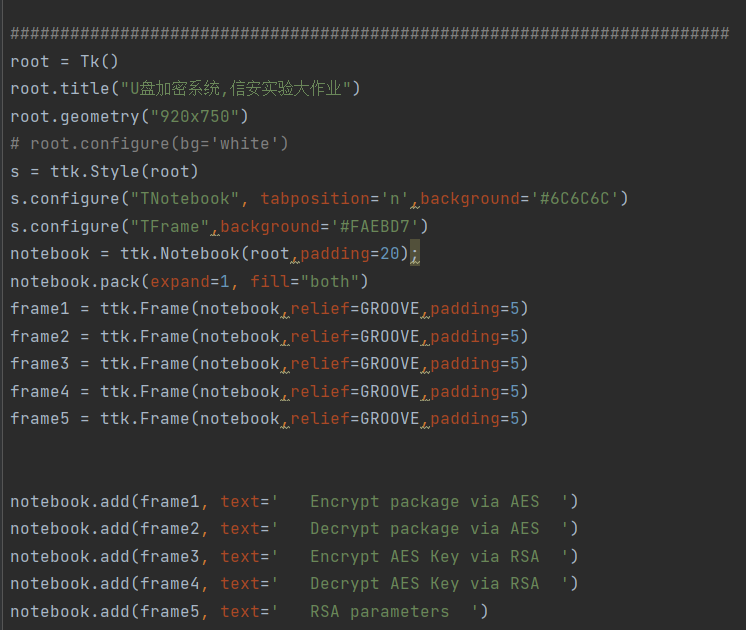 ########################################################################
root = Tk()
root.title("U盘加密系统,信安实验大作业")
root.geometry("920x750")
# root.configure(bg='white')
s = ttk.Style(root)
s.configure("TNotebook", tabposition='n',background='#6C6C6C')
s.configure("TFrame",background='#FAEBD7')
notebook = ttk.Notebook(root,padding=20);
notebook.pack(expand=1, fill="both")
frame1 = ttk.Frame(notebook,relief=GROOVE,padding=5)
frame2 = ttk.Frame(notebook,relief=GROOVE,padding=5)
frame3 = ttk.Frame(notebook,relief=GROOVE,padding=5)
frame4 = ttk.Frame(notebook,relief=GROOVE,padding=5)
frame5 = ttk.Frame(notebook,relief=GROOVE,padding=5)
notebook.add(frame1, text='   Encrypt package via AES  ')
notebook.add(frame2, text='   Decrypt package via AES  ')
notebook.add(frame3, text='   Encrypt AES Key via RSA  ')
notebook.add(frame4, text='   Decrypt AES Key via RSA  ')
notebook.add(frame5, text='   RSA parameters  ')